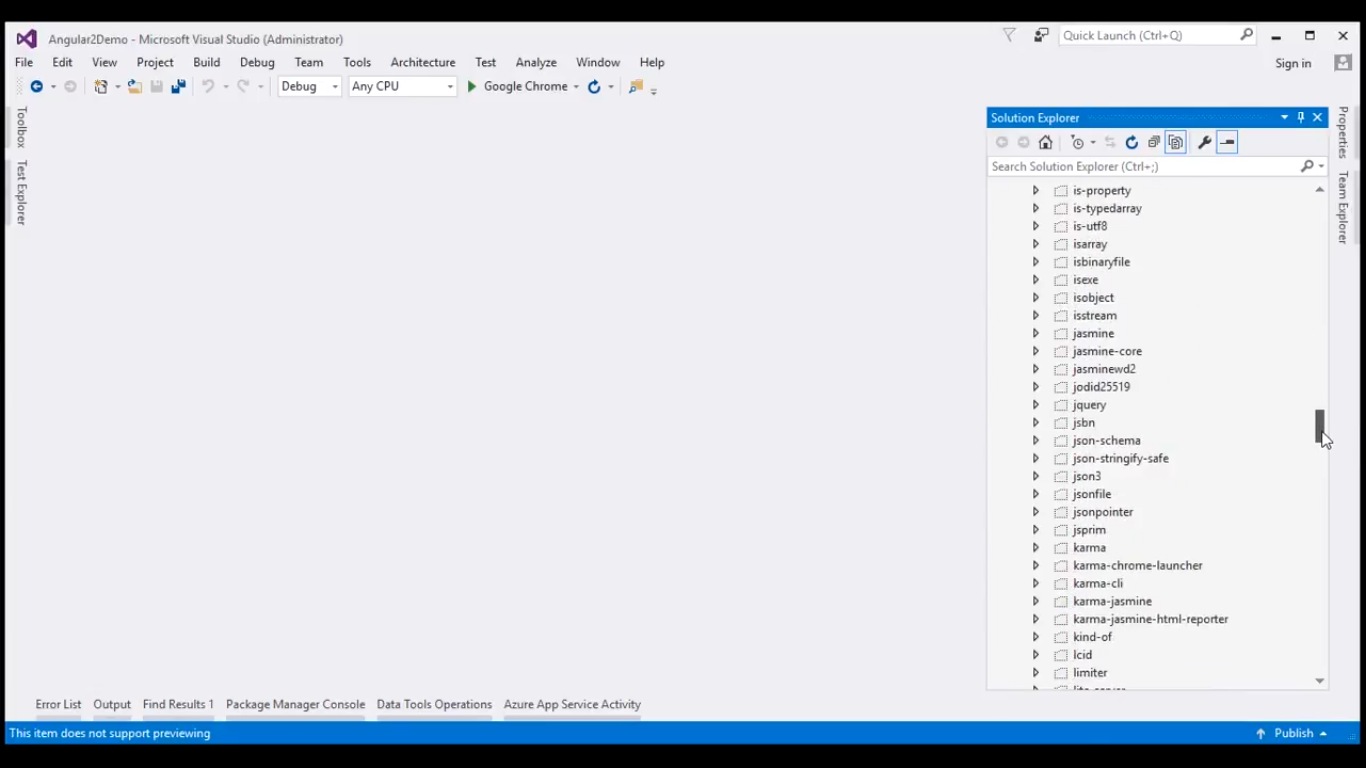 Angular2Demo - Microsoft Visual Studio (Administrator)
Quick Launch (Ctrl+Q)
File Edit View Project Build Debug Team Tools Architecture Test Analyze Window Help
Sign in
Debug Any CPU Google Chrome
Toolbox
Test Explorer
Solution Explorer
Search Solution Explorer (Ctrl+;)
is-property
is-typedarray
is-utf8
isarray
isbinaryfile
isexe
isobject
isstream
jasmine
jasmine-core
jasminewd2
jodid25519
jquery
jsbn
json-schema
json-stringify-safe
json3
jsonfile
jsonpointer
jsprim
karma
karma-chrome-launcher
karma-cli
karma-jasmine
karma-jasmine-html-reporter
kind-of
lcid
limiter
Properties
Team Explorer
Error List Output Find Results 1 Package Manager Console Data Tools Operations Azure App Service Activity
This item does not support previewing
Publish